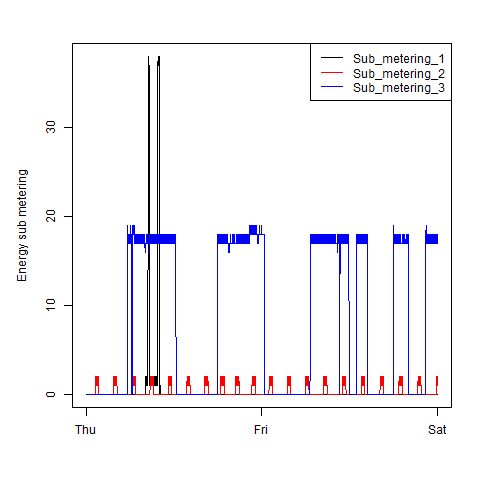 Sub_metering_1
Sub_metering_2
Sub_metering_3
Energy sub metering
30
20
10
0
Thu
Fri
Sat